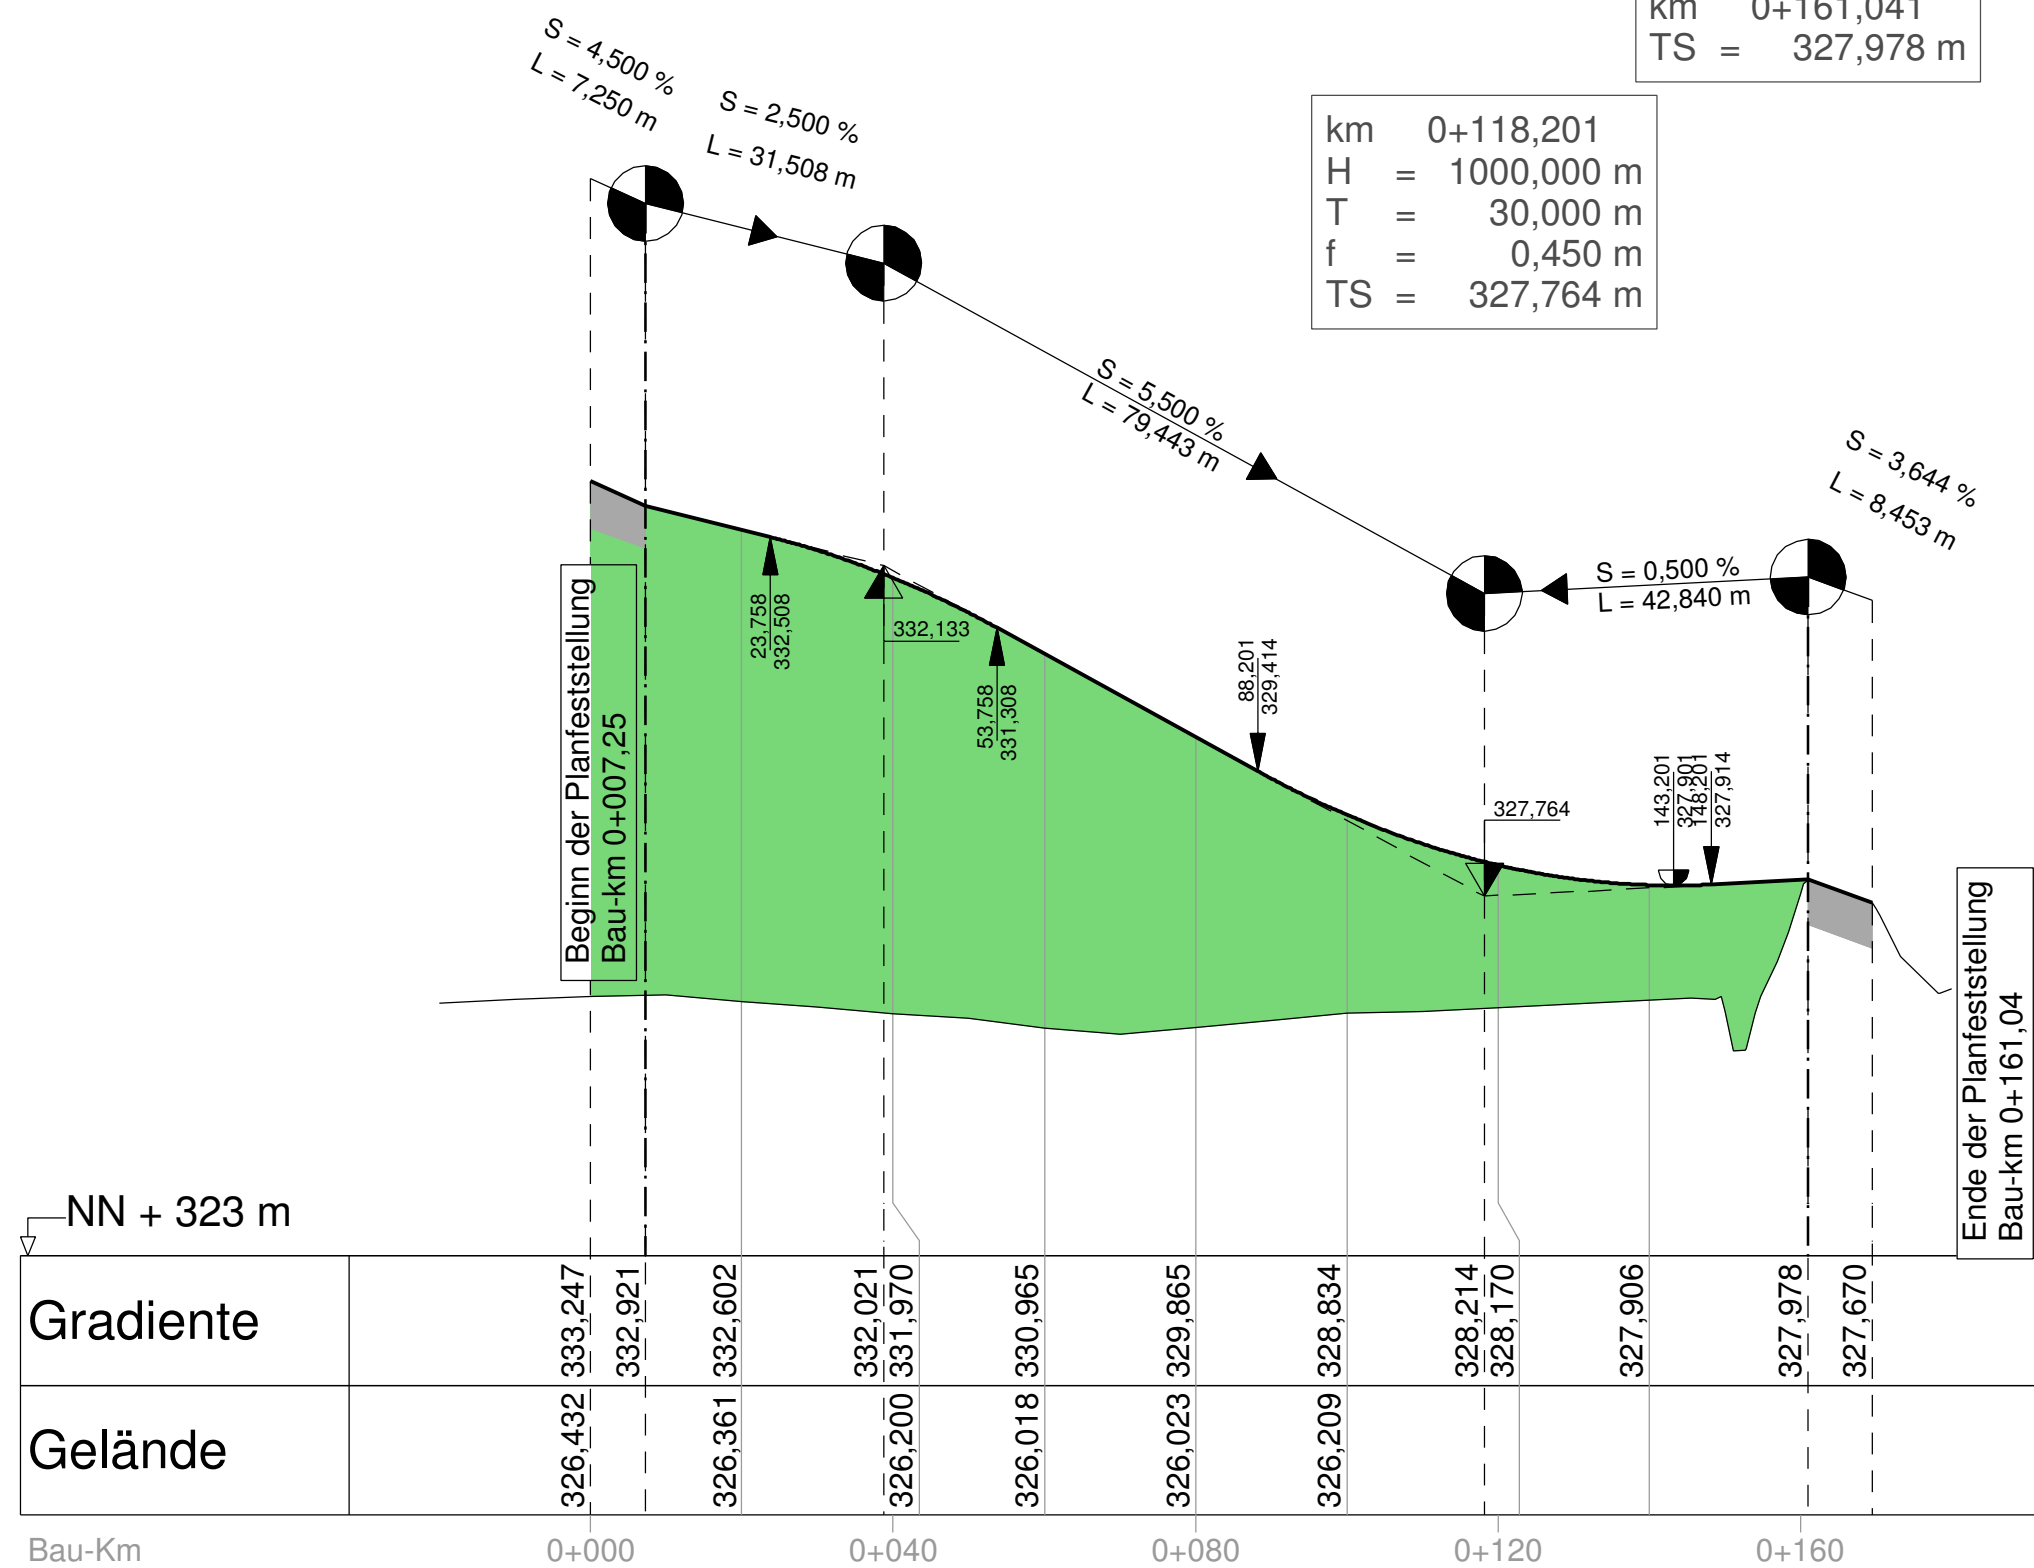 km 0+161,041
TS = 327,978 m
S = 4,500 %
L = 7,250 m
S = 2,500 %
L = 31,508 m
km 0+118,201
H = 1000,000 m
T = 30,000 m
f = 0,450 m
TS = 327,764 m
S = 5,500 %
L = 79,443 m
S = 3,644 %
L = 8,453 m
S = 0,500 %
L = 42,840 m
Beginn der Planfeststellung
Bau-km 0+007,25
23,758
332,508
332,133
53,758
331,308
88,201
329,414
327,764
143,201
327,901
148,201
327,914
Ende der Planfeststellung
Bau-km 0+161,04
NN + 323 m
Gradiente 333,247 332,921 332,602 332,021 331,970 330,965 329,865 328,834 328,214 328,170 327,906 327,978 327,670
Gelände 326,432 326,361 326,200 326,018 326,023 326,209
Bau-Km 0+000 0+040 0+080 0+120 0+160